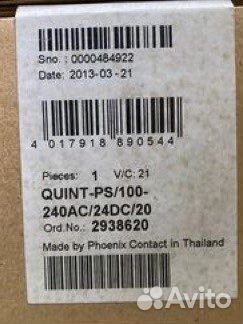 Sno. :0000484922
Date: 2013-03-21
4 017918 890544
Pieces: 1 V/C: 21
QUINT-PS/100-
240AC/24DC/20
Ord No.: 2938620
Made by Phoenix Contact in Thailand
Avito